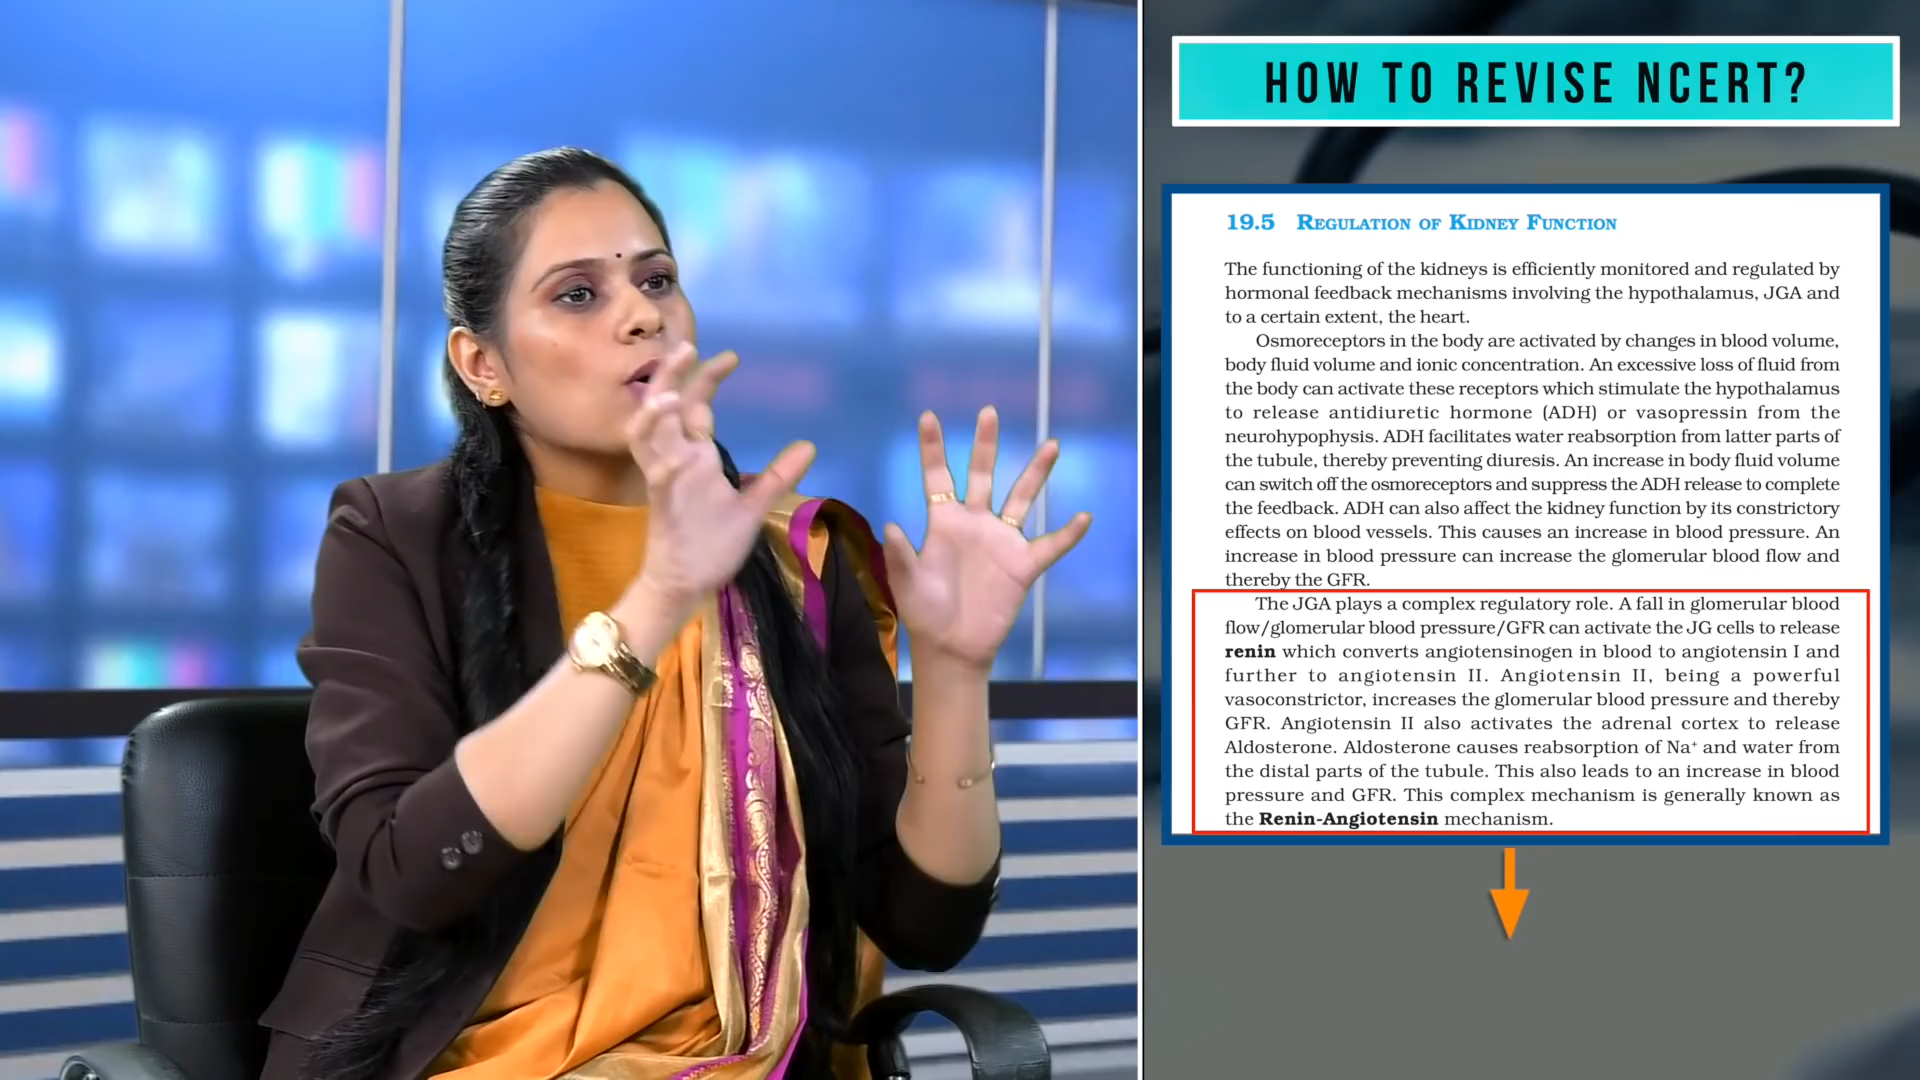 HOW TO REVISE NCERT?
19.5 REGULATION OF KIDNEY FUNCTION
The functioning of the kidneys is efficiently monitored and regulated by
hormonal feedback mechanisms involving the hypothalamus, JGA and
to a certain extent, the heart.
Osmoreceptors in the body are activated by changes in blood volume,
body fluid volume and ionic concentration. An excessive loss of fluid from
the body can activate these receptors which stimulate the hypothalamus
to release antidiuretic hormone (ADH) or vasopressin from the
neurohypophysis. ADH facilitates water reabsorption from latter parts of
the tubule, thereby preventing diuresis. An increase in body fluid volume
can switch off the osmoreceptors and suppress the ADH release to complete
the feedback. ADH can also affect the kidney function by its constrictory
effects on blood vessels. This causes an increase in blood pressure. An
increase in blood pressure can increase the glomerular blood flow and
thereby the GFR.
The JGA plays a complex regulatory role. A fall in glomerular blood
flow/glomerular blood pressure/GFR can activate the JG cells to release
renin which converts angiotensinogen in blood to angiotensin I and
further to angiotensin II. Angiotensin II, being a powerful
vasoconstrictor, increases the glomerular blood pressure and thereby
GFR. Angiotensin II also activates the adrenal cortex to release
Aldosterone. Aldosterone causes reabsorption of Na⁺ and water from
the distal parts of the tubule. This also leads to an increase in blood
pressure and GFR. This complex mechanism is generally known as
the Renin-Angiotensin mechanism.